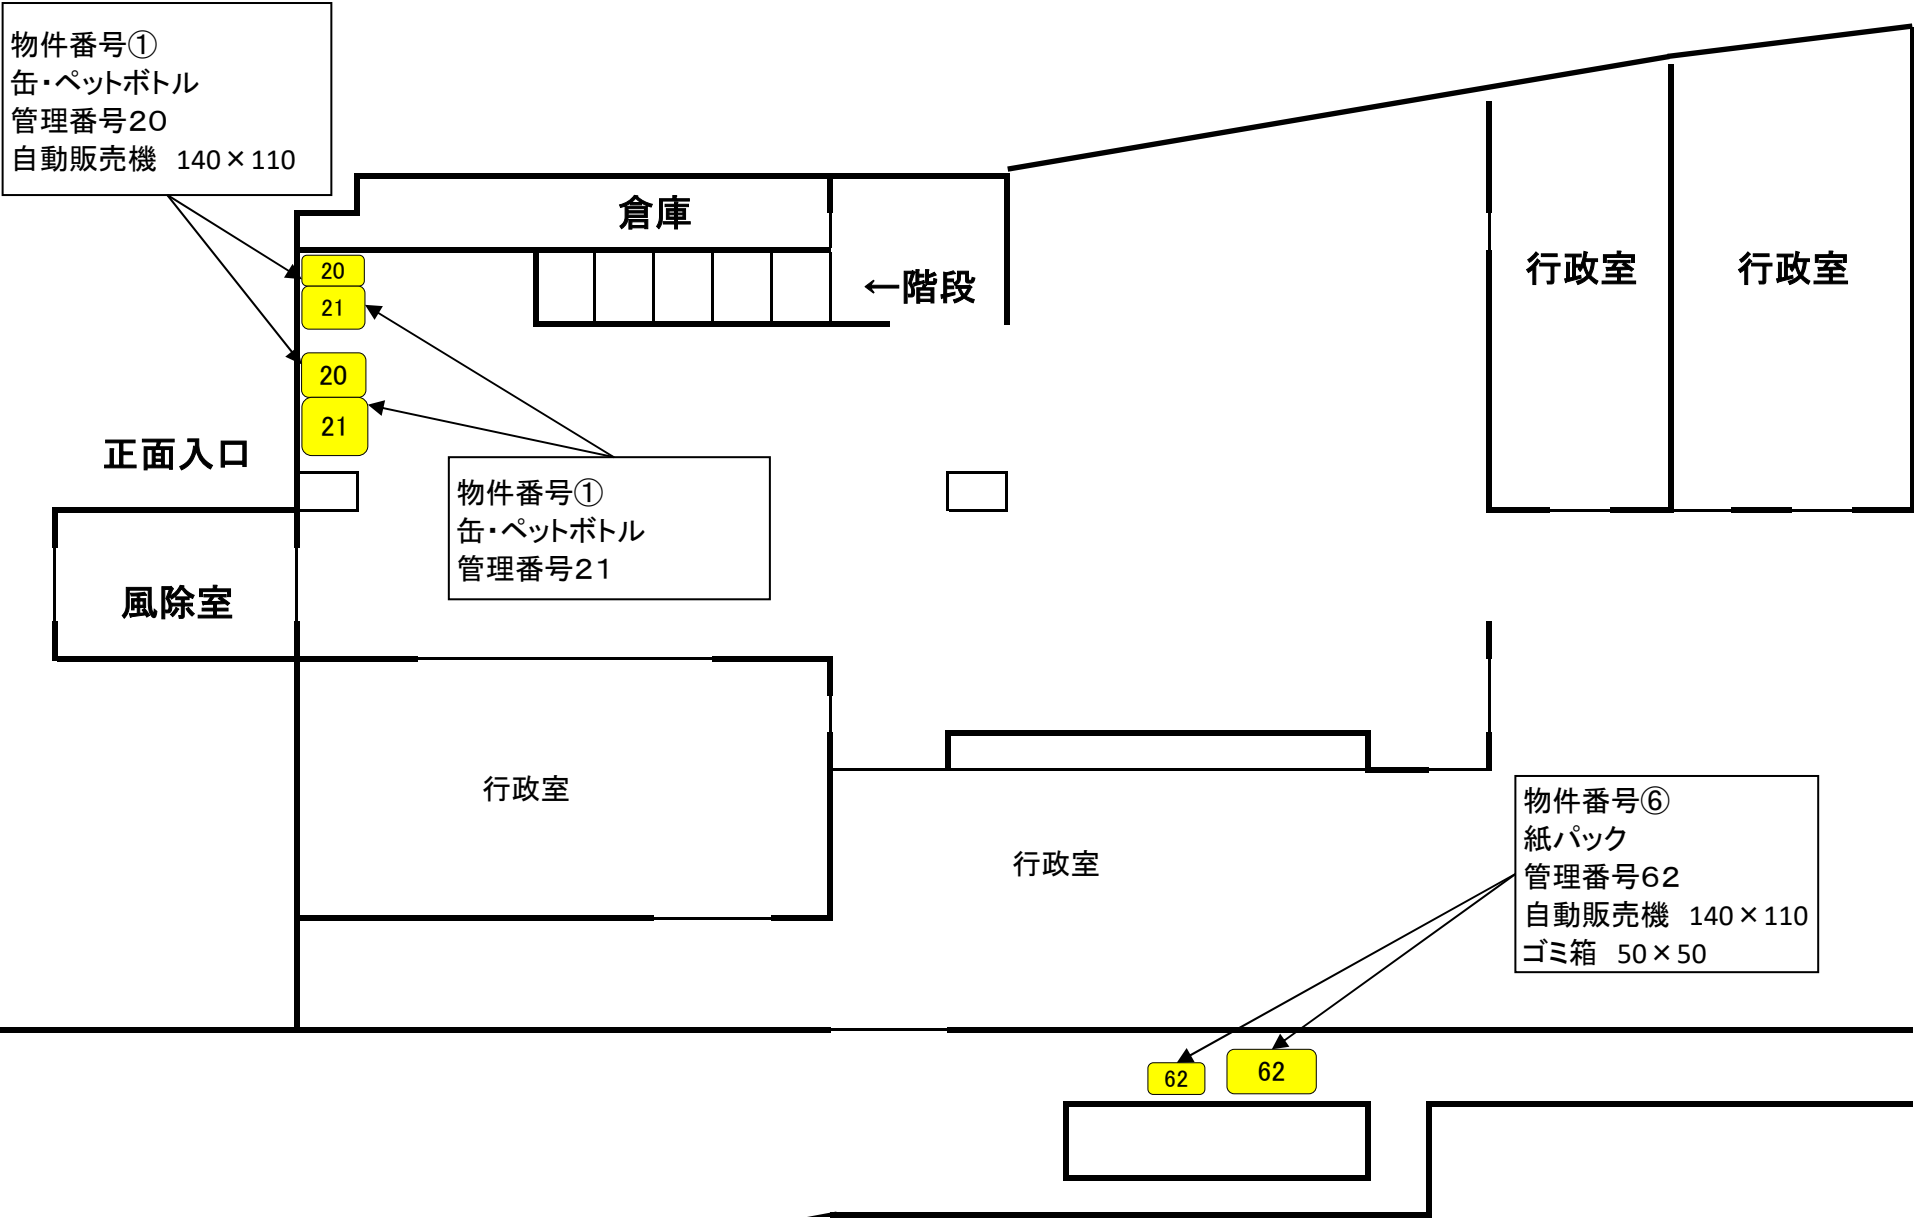 物件番号①
缶・ペットボトル
管理番号２０
自動販売機　140×110
倉庫
←階段
行政室
行政室
20
21
20
21
正面入口
物件番号①
缶・ペットボトル
管理番号２１
風除室
行政室
行政室
物件番号⑥
紙パック
管理番号６２
自動販売機　140×110
ゴミ箱　50×50
62
62